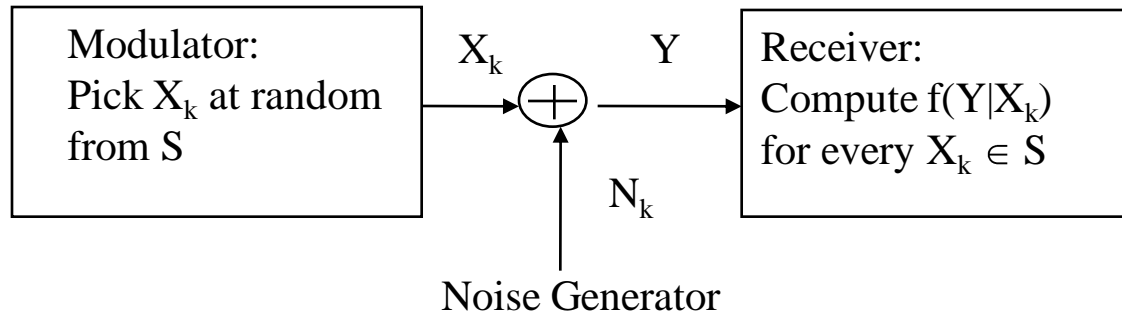 Modulator:
Pick Xk at random
from S
Xk
Y
Nk
Noise Generator
Receiver:
Compute f(Y|Xk)
for every Xk ∈ S